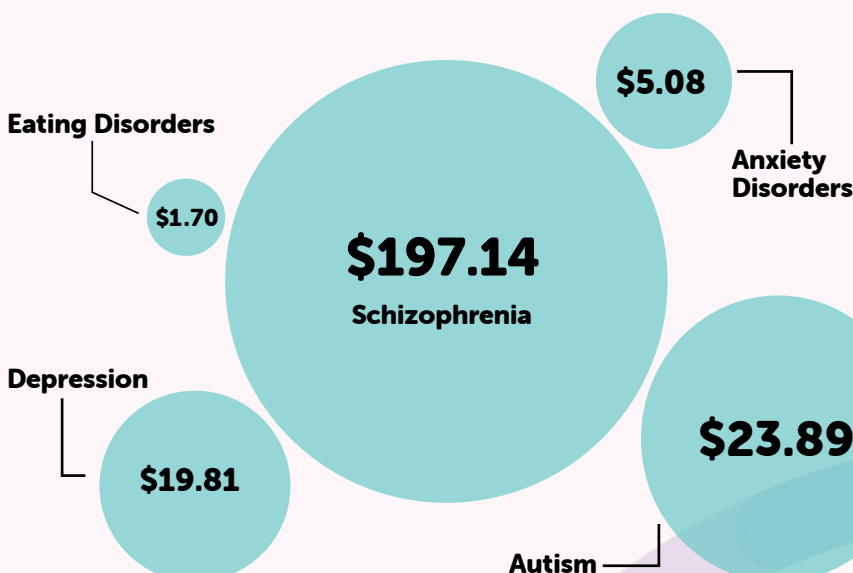 $5.08
Anxiety
Disorders
Eating Disorders
$1.70
$197.14
Schizophrenia
Depression
$19.81
$23.89
Autism